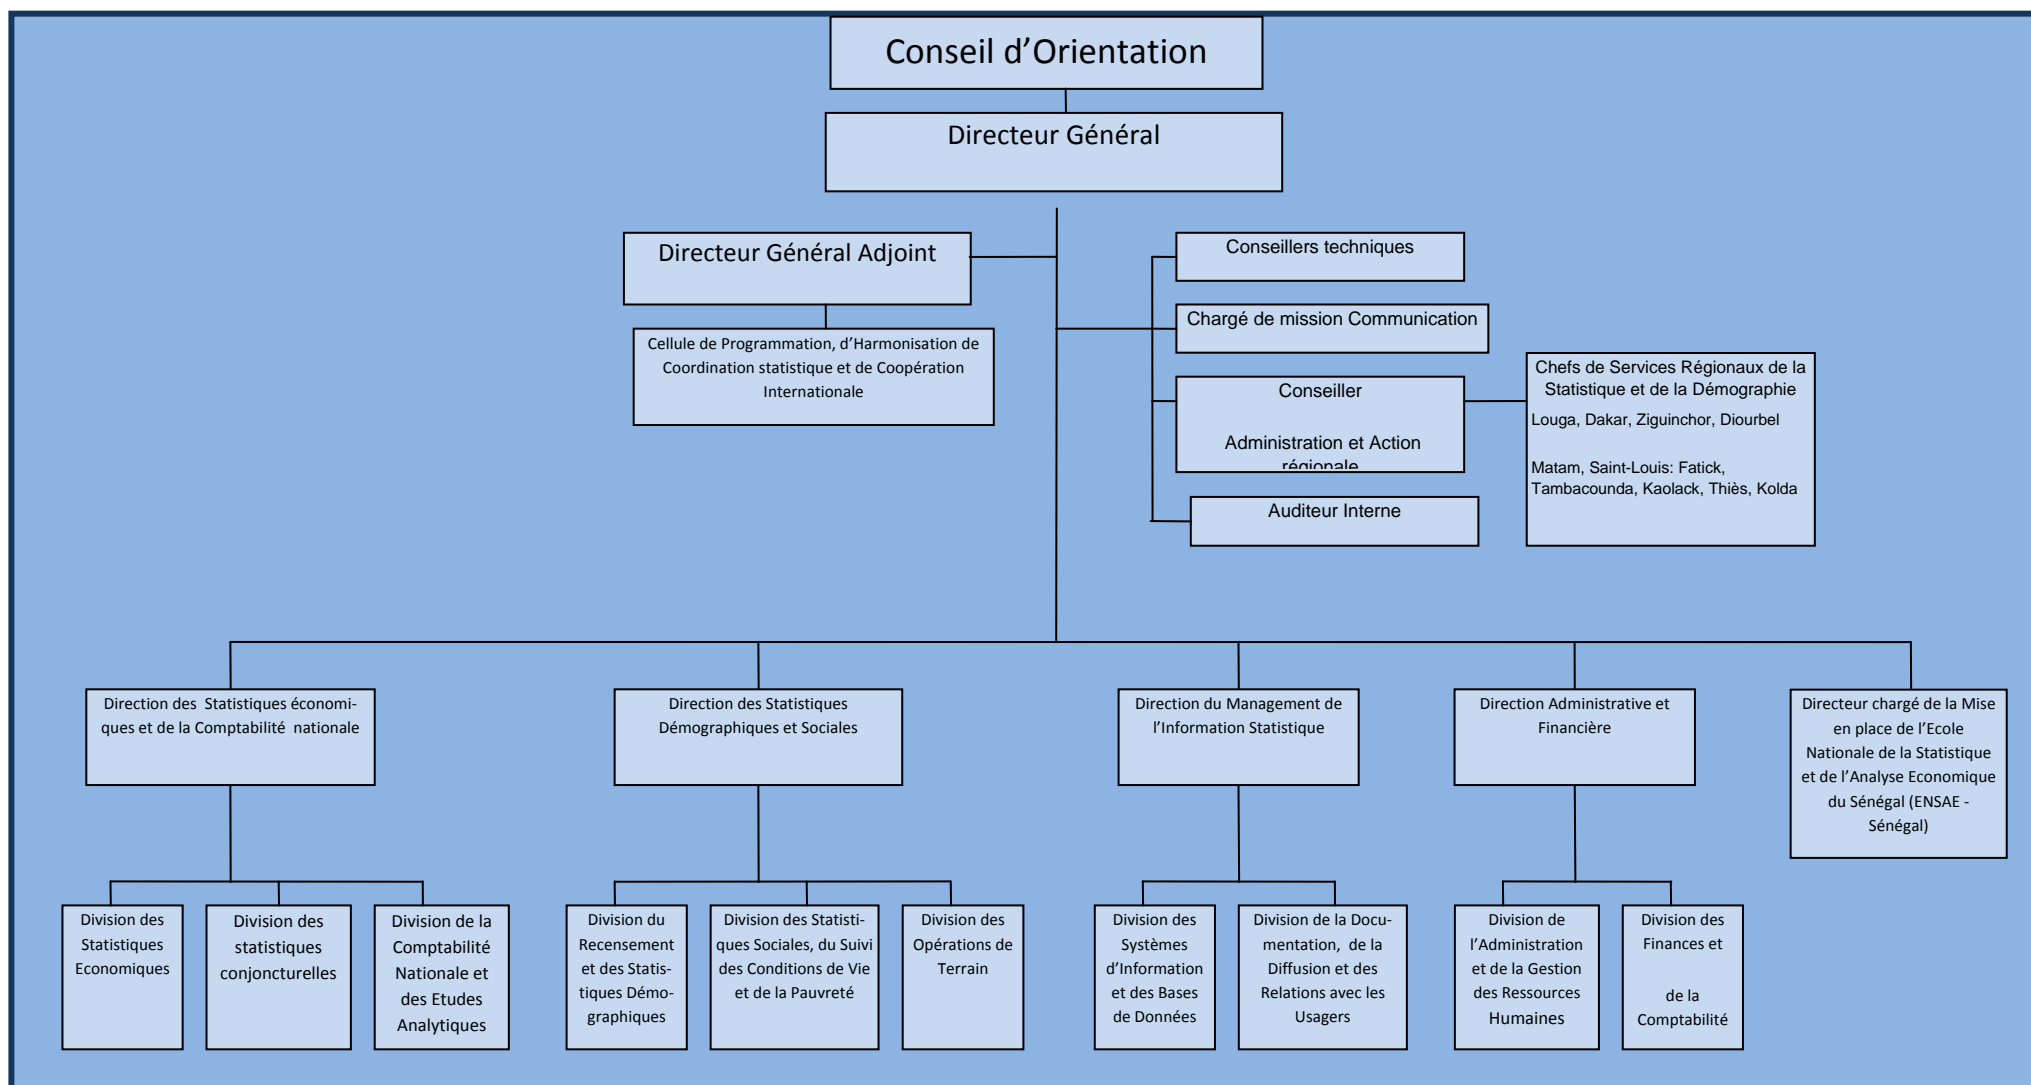 Conseil d’Orientation
Directeur Général
Directeur Général Adjoint
Cellule de Programmation, d’Harmonisation de
Coordination statistique et de Coopération
Internationale
Conseillers techniques
Chargé de mission Communication
Conseiller
Administration et Action
régionale
Auditeur Interne
Chefs de Services Régionaux de la
Statistique et de la Démographie
Louga, Dakar, Ziguinchor, Diourbel
Matam, Saint-Louis: Fatick,
Tambacounda, Kaolack, Thiès, Kolda
Direction des Statistiques économi-
ques et de la Comptabilité nationale
Direction des Statistiques
Démographiques et Sociales
Direction du Management de
l’Information Statistique
Direction Administrative et
Financière
Directeur chargé de la Mise
en place de l’Ecole
Nationale de la Statistique
et de l’Analyse Economique
du Sénégal (ENSAE -
Sénégal)
Division des
Statistiques
Economiques
Division des
statistiques
conjoncturelles
Division de la
Comptabilité
Nationale et
des Etudes
Analytiques
Division du
Recensement
et des Statis-
tiques Démo-
graphiques
Division des Statisti-
ques Sociales, du Suivi
des Conditions de Vie
et de la Pauvreté
Division des
Opérations de
Terrain
Division des
Systèmes
d’Information
et des Bases
de Données
Division de la Docu-
mentation, de la
Diffusion et des
Relations avec les
Usagers
Division de
l’Administration
et de la Gestion
des Ressources
Humaines
Division des
Finances et
de la
Comptabilité